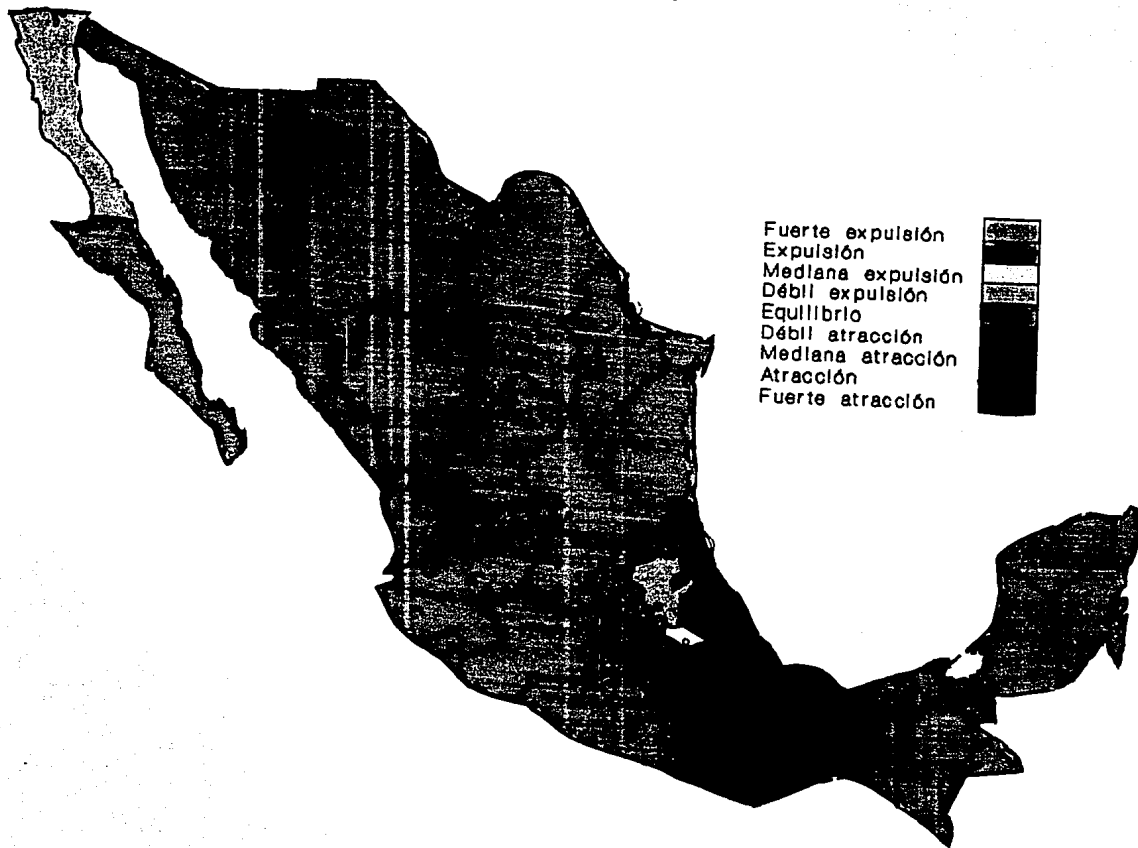 Fuerte expulsión
Expulsión
Mediana expulsión
Débil expulsión
Equilibrio
Débil atracción
Mediana atracción
Atracción
Fuerte atracción